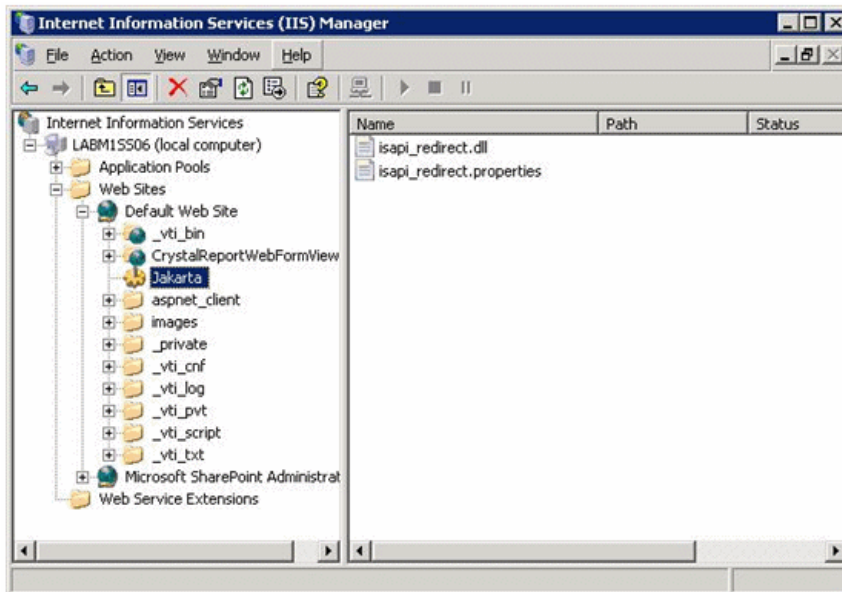 Internet Information Services (IIS) Manager
File Action View Window Help
Internet Information Services
LABM1SS06 (local computer)
Application Pools
Web Sites
Default Web Site
_vti_bin
CrystalReportWebFormView
Jakarta
aspnet_client
images
_private
_vti_cnf
_vti_log
_vti_pvt
_vti_script
_vti_txt
Microsoft SharePoint Administrat
Web Service Extensions
Name Path Status
isapi_redirect.dll
isapi_redirect.properties